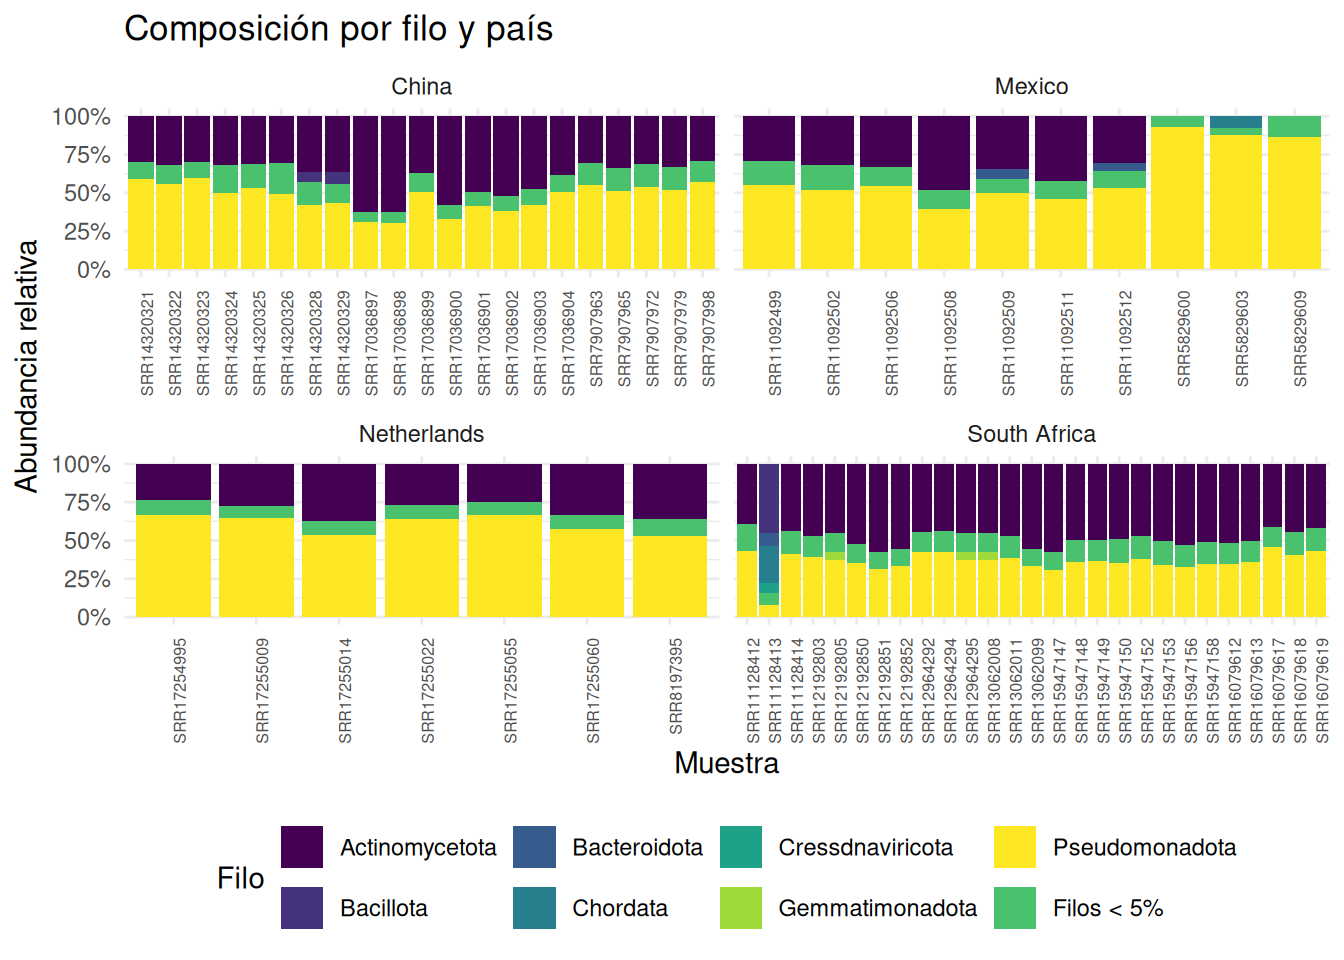 Composición por filo y país
China
Mexico
Abundancia relativa
100%
75%
50%
25%
0%
SRR14320321
SRR14320322
SRR14320323
SRR14320324
SRR14320325
SRR14320326
SRR14320328
SRR14320329
SRR17036897
SRR17036898
SRR17036899
SRR17036900
SRR17036901
SRR17036902
SRR17036903
SRR17036904
SRR7907963
SRR7907965
SRR7907972
SRR7907979
SRR7907998
SRR11092499
SRR11092502
SRR11092506
SRR11092508
SRR11092509
SRR11092511
SRR11092512
SRR5829600
SRR5829603
SRR5829609
Netherlands
South Africa
100%
75%
50%
25%
0%
SRR17254995
SRR17255009
SRR17255014
SRR17255022
SRR17255055
SRR17255060
SRR8197395
SRR11128412
SRR11128413
SRR11128414
SRR12192803
SRR12192805
SRR12192850
SRR12192851
SRR12192852
SRR12964292
SRR12964294
SRR12964295
SRR13062008
SRR13062011
SRR13062099
SRR15947147
SRR15947148
SRR15947149
SRR15947150
SRR15947152
SRR15947153
SRR15947156
SRR15947158
SRR16079612
SRR16079613
SRR16079617
SRR16079618
SRR16079619
Muestra
Filo
Actinomycetota
Bacteroidota
Cressdnaviricota
Pseudomonadota
Bacillota
Chordata
Gemmatimonadota
Filos < 5%